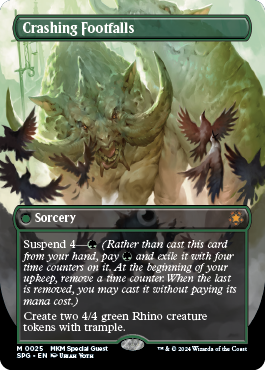 Crashing Footfalls
Sorcery
Suspend 4—(Rather than cast this card
from your hand, pay and exile it with four
time counters on it. At the beginning of your
upkeep, remove a time counter. When the last
is removed, you may cast it without paying its
mana cost.)
Create two 4/4 green Rhino creature
tokens with trample.
M 0025 MKM Special Guest
SPG • EN Ubiah Voth
™ & © 2024 Wizards of the Coast